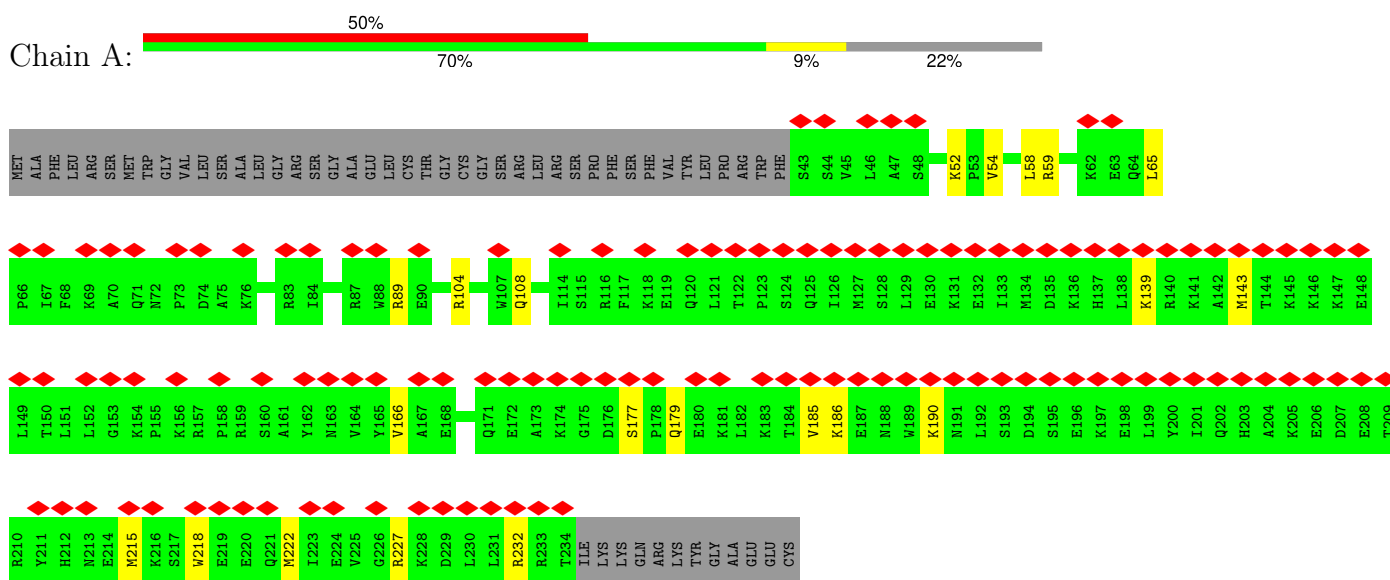 50%
Chain A:
70% 9% 22%
MET ALA PHE LEU ARG SER MET TRP GLY VAL LEU SER ALA LEU GLY ARG SER GLY ALA GLU LEU CYS THR GLY CYS GLY SER ARG LEU ARG SER PRO PHE SER PHE VAL TYR LEU PRO ARG TRP PHE S43 S44 V45 L46 A47 S48 K52 P53 V54 L58 R59 K62 E63 Q64 L65
P66 I67 F68 K69 A70 Q71 N72 P73 D74 A75 K76 R83 I84 R87 W88 R89 E90 R104 W107 Q108 I114 S115 R116 F117 K118 E119 Q120 L121 T122 P123 S124 Q125 I126 M127 S128 L129 E130 K131 E132 I133 M134 D135 K136 H137 L138 K139 R140 K141 A142 M143 T144 K145 K146 K147 E148
L149 T150 L151 L152 G153 K154 P155 K156 R157 P158 R159 S160 A161 Y162 N163 V164 Y165 V166 A167 E168 Q171 E172 A173 K174 G175 D176 S177 P178 Q179 E180 K181 L182 K183 T184 V185 K186 E187 N188 W189 K190 N191 L192 S193 D194 S195 E196 K197 E198 L199 Y200 I201 Q202 H203 A204 K205 E206 D207 E208 T209
R210 Y211 H212 N213 E214 M215 K216 S217 W218 E219 E220 Q221 M222 I223 E224 V225 G226 R227 K228 D229 L230 L231 R232 R233 T234 ILE LYS LYS GLN ARG LYS TYR GLY ALA GLU GLU CYS